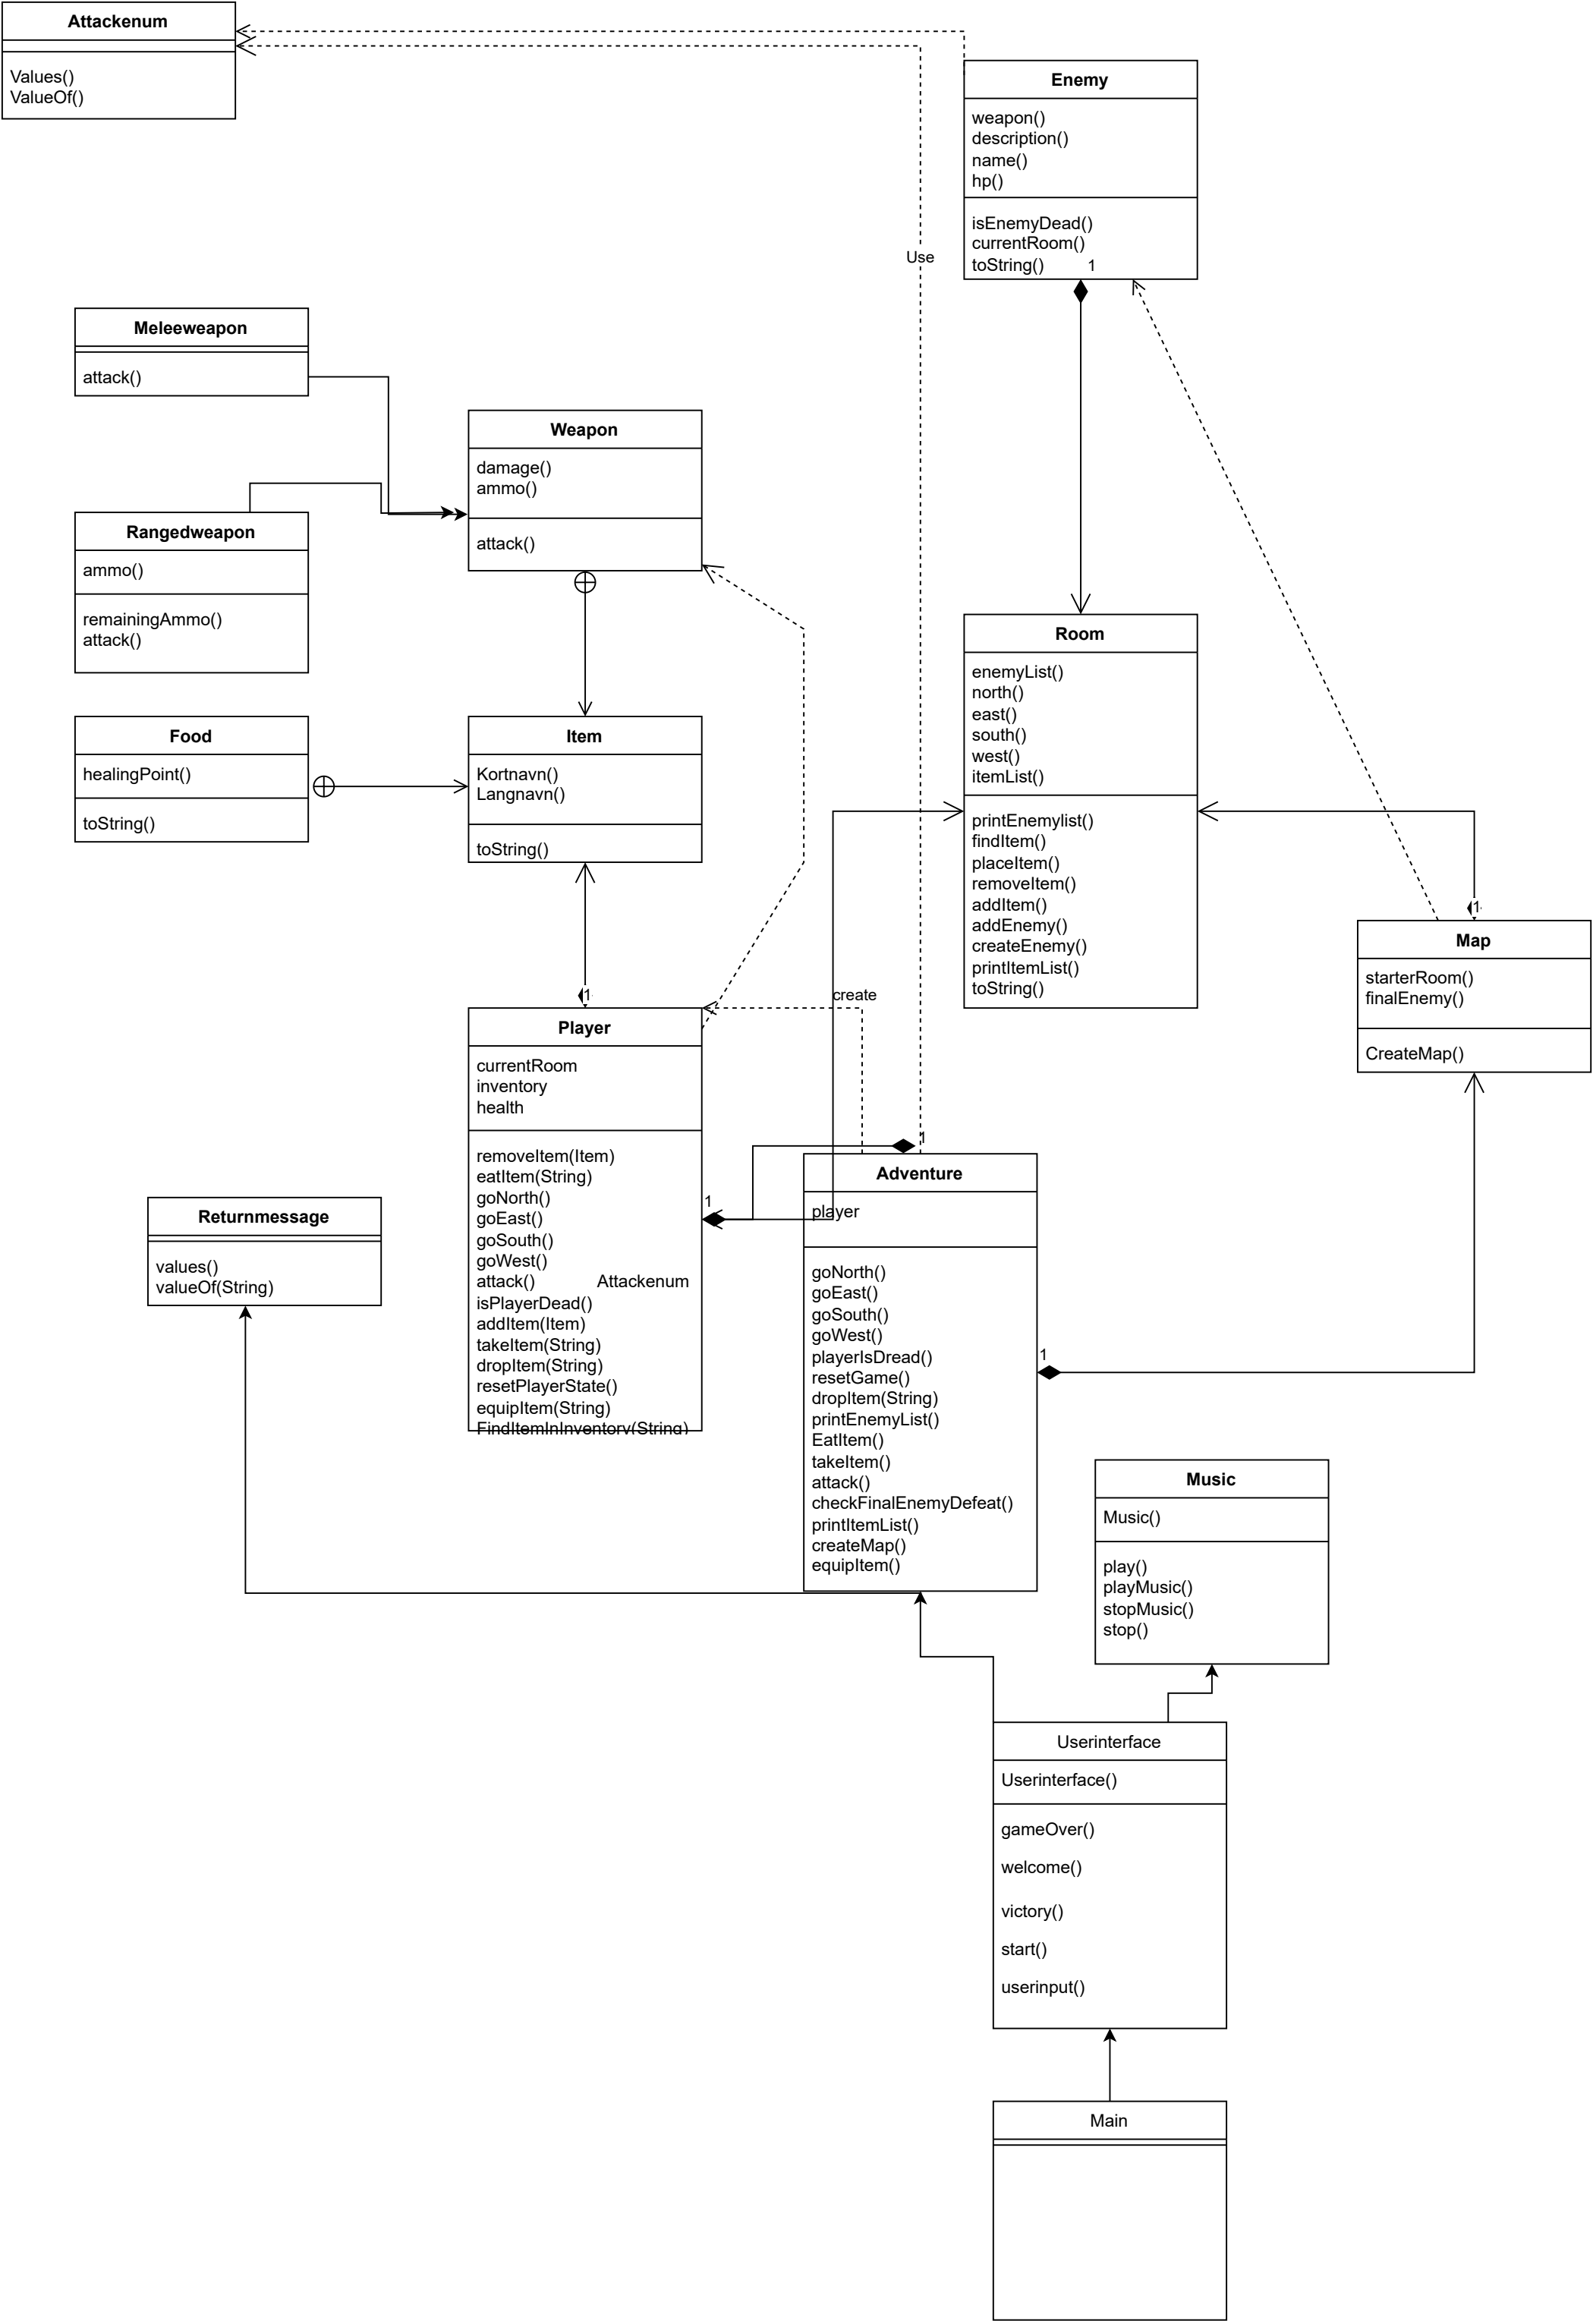 Attackenum
Values()
ValueOf()
Enemy
weapon()
description()
name()
hp()
isEnemyDead()
currentRoom()
toString()
1
Use
Meleeweapon
attack()
Weapon
damage()
ammo()
attack()
Rangedweapon
ammo()
remainingAmmo()
attack()
Room
enemyList()
north()
east()
south()
west()
itemList()
printEnemylist()
findItem()
placeItem()
removeItem()
addItem()
addEnemy()
createEnemy()
printItemList()
toString()
Food
healingPoint()
toString()
Item
Kortnavn()
Langnavn()
toString()
1
Map
starterRoom()
finalEnemy()
CreateMap()
1
create
Player
currentRoom
inventory
health
removeItem(Item)
eatItem(String)
goNorth()
goEast()
goSouth()
goWest()
attack() Attackenum
isPlayerDead()
addItem(Item)
takeItem(String)
dropItem(String)
resetPlayerState()
equipItem(String)
FindItemInInventory(String)
1
1
Adventure
player
goNorth()
goEast()
goSouth()
goWest()
playerIsDread()
resetGame()
dropItem(String)
printEnemyList()
EatItem()
takeItem()
attack()
checkFinalEnemyDefeat()
printItemList()
createMap()
equipItem()
1
Returnmessage
values()
valueOf(String)
Music
Music()
play()
playMusic()
stopMusic()
stop()
Userinterface
Userinterface()
gameOver()
welcome()
victory()
start()
userinput()
Main